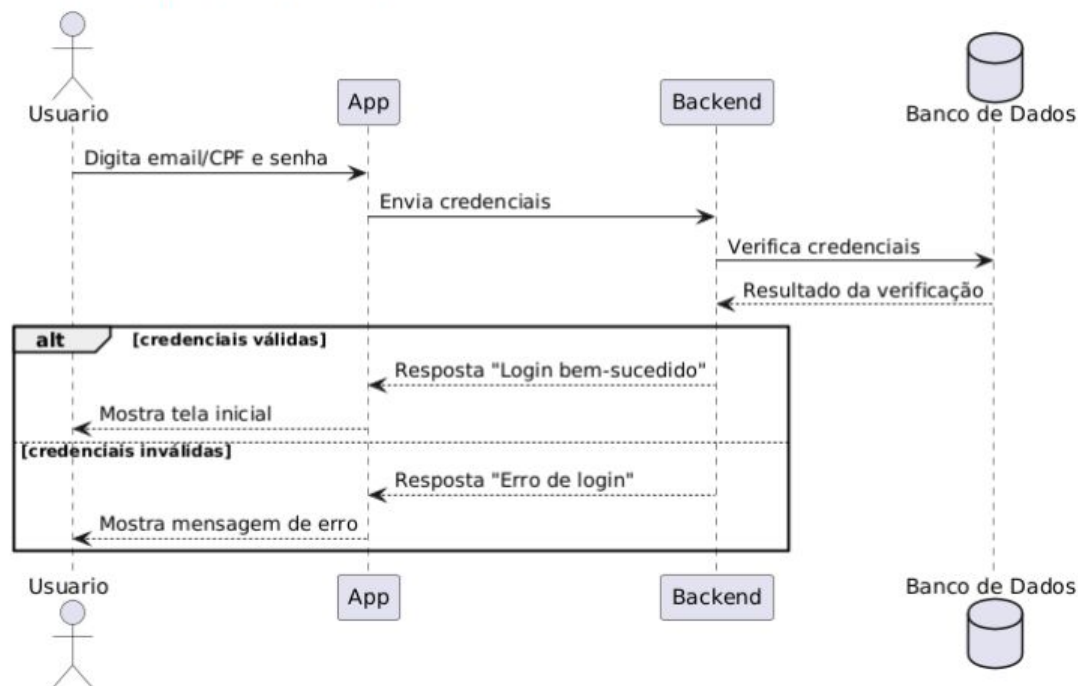 Usuario
App
Backend
Banco de Dados
Digita email/CPF e senha
Envia credenciais
Verifica credenciais
Resultado da verificação
alt [credenciais válidas]
Resposta "Login bem-sucedido"
Mostra tela inicial
[credenciais inválidas]
Resposta "Erro de login"
Mostra mensagem de erro
Usuario
App
Backend
Banco de Dados